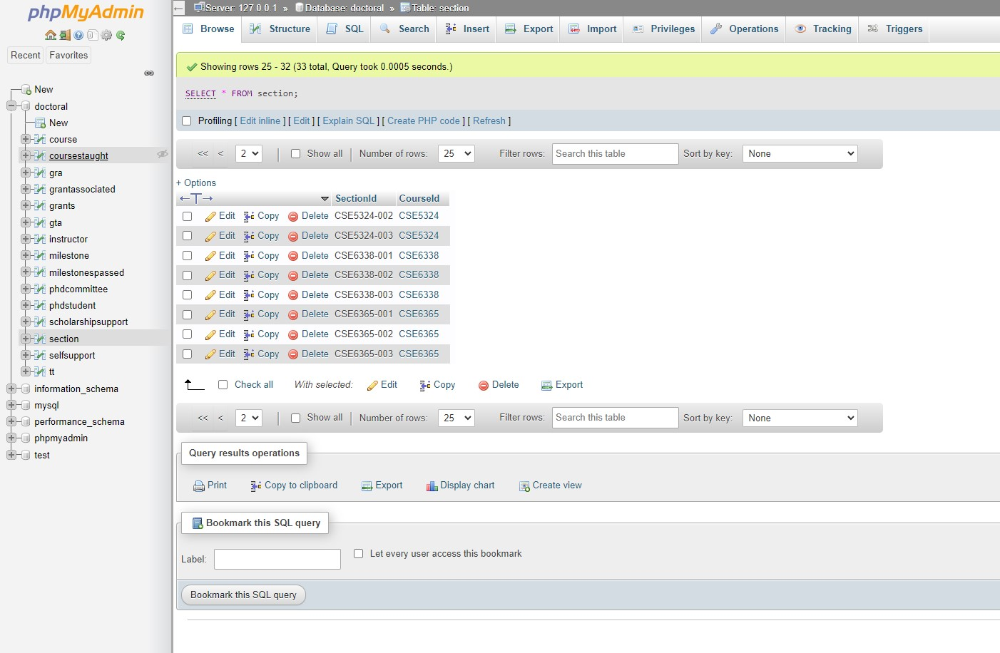 phpMyAdmin
Recent Favorites
New
doctoral
New
course
coursestaught
gra
grantassociated
grants
gta
instructor
milestone
milestonespassed
phdcommittee
phdstudent
scholarshipsupport
section
selfsupport
tt
information_schema
mysql
performance_schema
phpmyadmin
test
Server: 127.0.0.1 » Database: doctoral » Table: section
Browse Structure SQL Search Insert Export Import Privileges Operations Tracking Triggers
Showing rows 25 - 32 (33 total, Query took 0.0005 seconds.)
SELECT * FROM section;
Profiling [ Edit inline ] [ Edit ] [ Explain SQL ] [ Create PHP code ] [ Refresh ]
<< < 2 Show all Number of rows: 25 Filter rows: Search this table Sort by key: None
+ Options
←T→ SectionId CourseId
Edit Copy Delete CSE5324-002 CSE5324
Edit Copy Delete CSE5324-003 CSE5324
Edit Copy Delete CSE6338-001 CSE6338
Edit Copy Delete CSE6338-002 CSE6338
Edit Copy Delete CSE6338-003 CSE6338
Edit Copy Delete CSE6365-001 CSE6365
Edit Copy Delete CSE6365-002 CSE6365
Edit Copy Delete CSE6365-003 CSE6365
Check all With selected: Edit Copy Delete Export
<< < 2 Show all Number of rows: 25 Filter rows: Search this table Sort by key: None
Query results operations
Print Copy to clipboard Export Display chart Create view
Bookmark this SQL query
Label: Let every user access this bookmark
Bookmark this SQL query